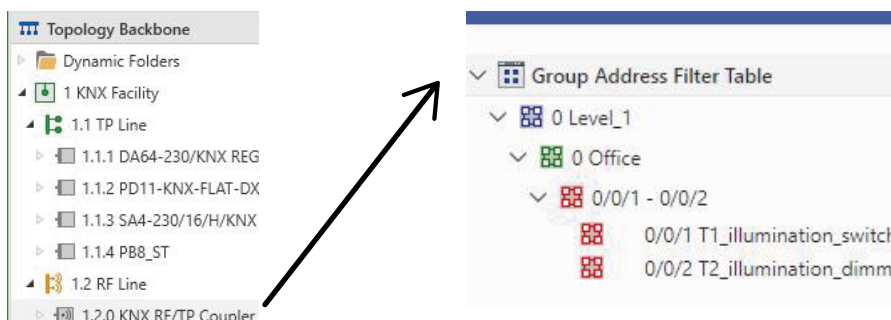 Topology Backbone
Dynamic Folders
1 KNX Facility
1.1 TP Line
1.1.1 DA64-230/KNX REG
1.1.2 PD11-KNX-FLAT-DX
1.1.3 SA4-230/16/H/KNX
1.1.4 PB8_ST
1.2 RF Line
1.2.0 KNX RF/TP Coupler
Group Address Filter Table
0 Level_1
0 Office
0/0/1 - 0/0/2
0/0/1 T1_illumination_switch
0/0/2 T2_illumination_dimm